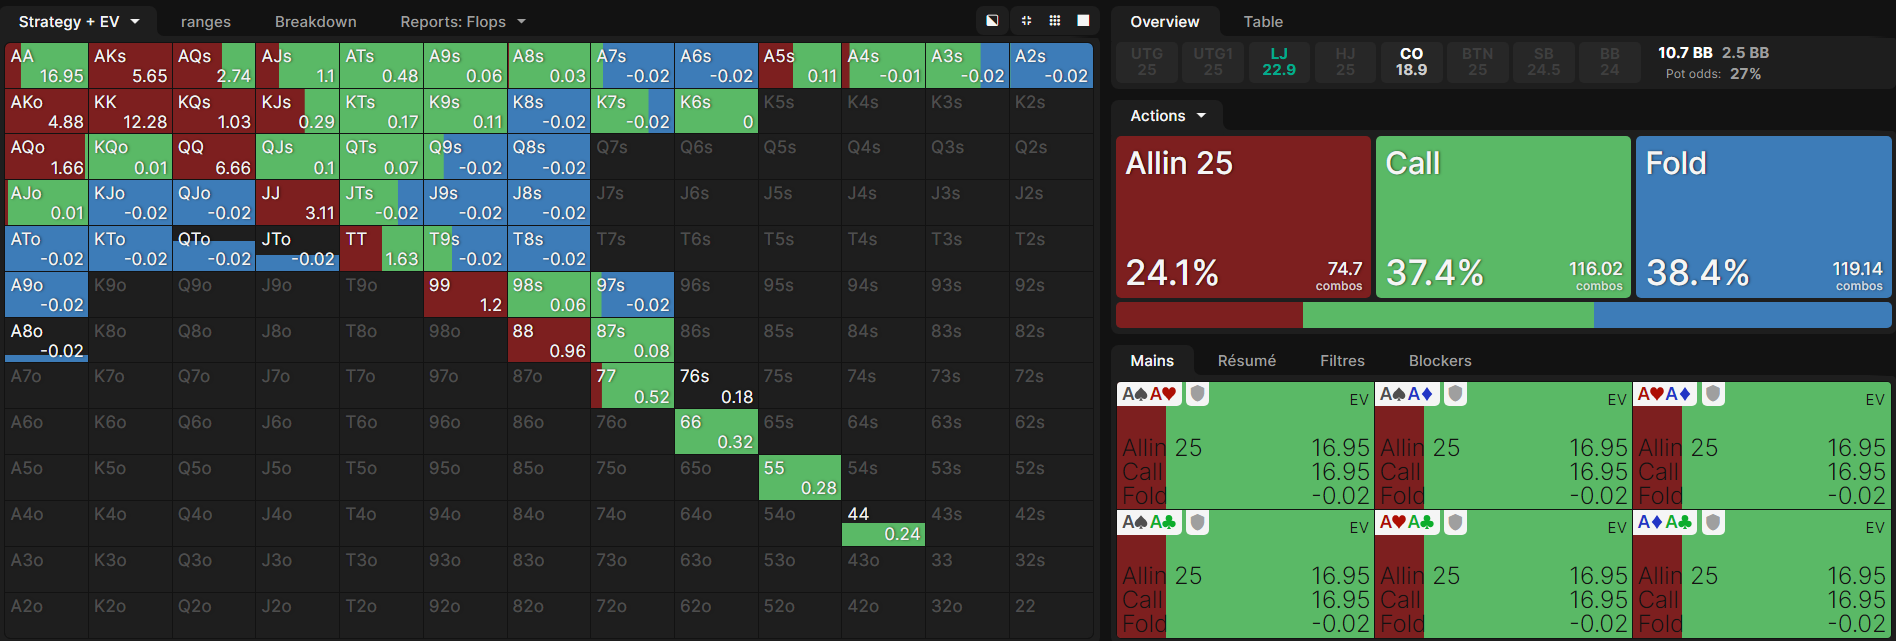 Strategy + EV ranges Breakdown Reports: Flops
AA AKs AQs AJs ATs A9s A8s A7s A6s A5s A4s A3s A2s
16.95 5.65 2.74 1.1 0.48 0.06 0.03 -0.02 -0.02 0.11 -0.01 -0.02 -0.02
AKo KK KQs KJs KTs K9s K8s K7s K6s K5s K4s K3s K2s
4.88 12.28 1.03 0.29 0.17 0.11 -0.02 -0.02 0
AQo KQo QQ QJs QTs Q9s Q8s Q7s Q6s Q5s Q4s Q3s Q2s
1.66 0.01 6.66 0.1 0.07 -0.02 -0.02
AJo KJo QJo JJ JTs J9s J8s J7s J6s J5s J4s J3s J2s
0.01 -0.02 -0.02 3.11 -0.02 -0.02 -0.02
ATo KTo QTo JTo TT T9s T8s T7s T6s T5s T4s T3s T2s
-0.02 -0.02 -0.02 -0.02 1.63 -0.02 -0.02
A9o K9o Q9o J9o T9o 99 98s 97s 96s 95s 94s 93s 92s
-0.02 1.2 0.06 -0.02
A8o K8o Q8o J8o T8o 98o 88 87s 86s 85s 84s 83s 82s
-0.02 0.96 0.08
A7o K7o Q7o J7o T7o 97o 87o 77 76s 75s 74s 73s 72s
0.52 0.18
A6o K6o Q6o J6o T6o 96o 86o 76o 66 65s 64s 63s 62s
0.32
A5o K5o Q5o J5o T5o 95o 85o 75o 65o 55 54s 53s 52s
0.28
A4o K4o Q4o J4o T4o 94o 84o 74o 64o 54o 44 43s 42s
0.24
A3o K3o Q3o J3o T3o 93o 83o 73o 63o 53o 43o 33 32s
A2o K2o Q2o J2o T2o 92o 82o 72o 62o 52o 42o 32o 22
Overview Table
UTG UTG1 LJ HJ CO BTN SB BB 10.7 BB 2.5 BB
25 25 22.9 25 18.9 25 24.5 24 Pot odds: 27%
Actions
Allin 25 Call Fold
24.1% 74.7 combos 37.4% 116.02 combos 38.4% 119.14 combos
Mains Résumé Filtres Blockers
A♠A♥ EV A♠A♦ EV A♥A♦ EV
Allin 25 16.95 Allin 25 16.95 Allin 25 16.95
Call 16.95 Call 16.95 Call 16.95
Fold -0.02 Fold -0.02 Fold -0.02
A♠A♣ EV A♥A♣ EV A♦A♣ EV
Allin 25 16.95 Allin 25 16.95 Allin 25 16.95
Call 16.95 Call 16.95 Call 16.95
Fold -0.02 Fold -0.02 Fold -0.02